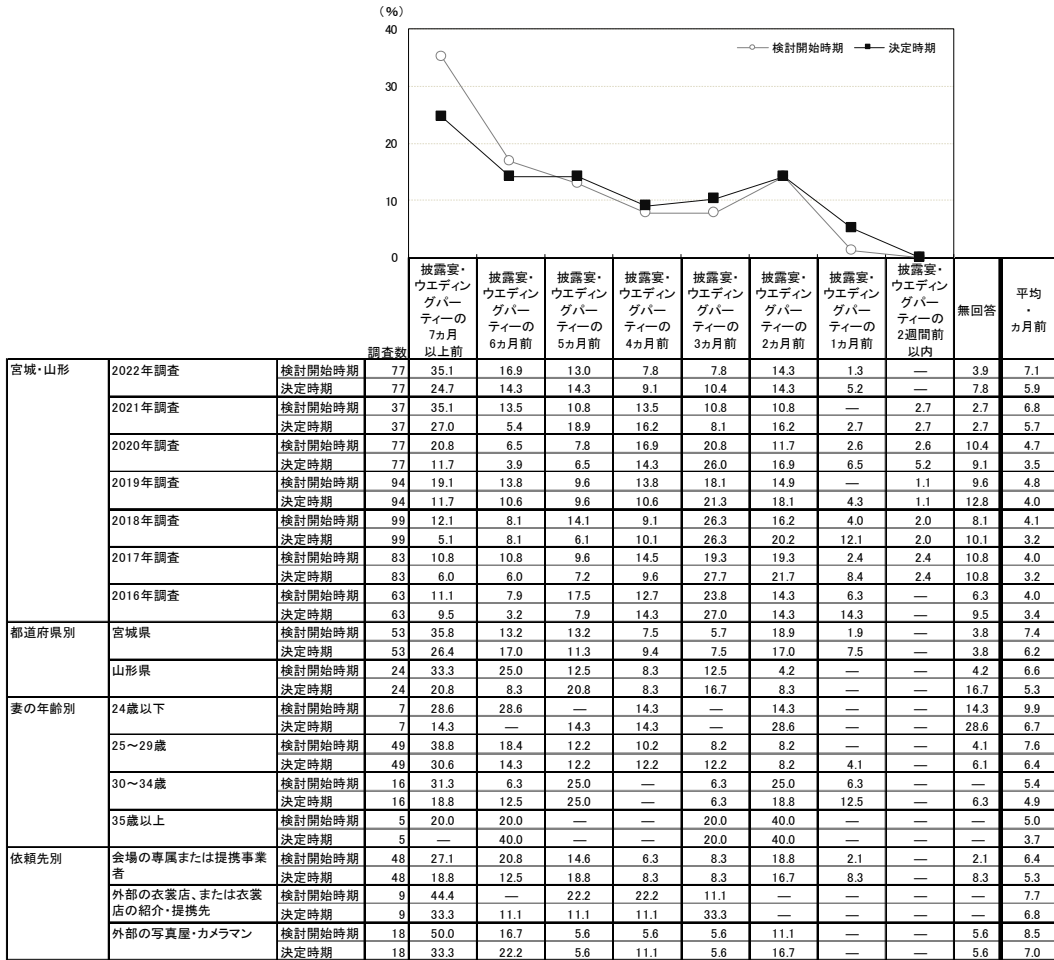 （%）
40
30
20
10
0
検討開始時期 決定時期
調査数
披露宴・
ウエディン
グパー
ティーの
7ヵ月
以上前
披露宴・
ウエディン
グパー
ティーの
6ヵ月前
披露宴・
ウエディン
グパー
ティーの
5ヵ月前
披露宴・
ウエディン
グパー
ティーの
4ヵ月前
披露宴・
ウエディン
グパー
ティーの
3ヵ月前
披露宴・
ウエディン
グパー
ティーの
2ヵ月前
披露宴・
ウエディン
グパー
ティーの
1ヵ月前
披露宴・
ウエディン
グパー
ティーの
2週間前
以内
無回答
平均
・
ヵ月前
宮城・山形 2022年調査 検討開始時期 77 35.1 16.9 13.0 7.8 7.8 14.3 1.3 — 3.9 7.1
決定時期 77 24.7 14.3 14.3 9.1 10.4 14.3 5.2 — 7.8 5.9
2021年調査 検討開始時期 37 35.1 13.5 10.8 13.5 10.8 10.8 — 2.7 2.7 6.8
決定時期 37 27.0 5.4 18.9 16.2 8.1 16.2 2.7 2.7 2.7 5.7
2020年調査 検討開始時期 77 20.8 6.5 7.8 16.9 20.8 11.7 2.6 2.6 10.4 4.7
決定時期 77 11.7 3.9 6.5 14.3 26.0 16.9 6.5 5.2 9.1 3.5
2019年調査 検討開始時期 94 19.1 13.8 9.6 13.8 18.1 14.9 — 1.1 9.6 4.8
決定時期 94 11.7 10.6 9.6 10.6 21.3 18.1 4.3 1.1 12.8 4.0
2018年調査 検討開始時期 99 12.1 8.1 14.1 9.1 26.3 16.2 4.0 2.0 8.1 4.1
決定時期 99 5.1 8.1 6.1 10.1 26.3 20.2 12.1 2.0 10.1 3.2
2017年調査 検討開始時期 83 10.8 10.8 9.6 14.5 19.3 19.3 2.4 2.4 10.8 4.0
決定時期 83 6.0 6.0 7.2 9.6 27.7 21.7 8.4 2.4 10.8 3.2
2016年調査 検討開始時期 63 11.1 7.9 17.5 12.7 23.8 14.3 6.3 — 6.3 4.0
決定時期 63 9.5 3.2 7.9 14.3 27.0 14.3 14.3 — 9.5 3.4
都道府県別 宮城県 検討開始時期 53 35.8 13.2 13.2 7.5 5.7 18.9 1.9 — 3.8 7.4
決定時期 53 26.4 17.0 11.3 9.4 7.5 17.0 7.5 — 3.8 6.2
山形県 検討開始時期 24 33.3 25.0 12.5 8.3 12.5 4.2 — — 4.2 6.6
決定時期 24 20.8 8.3 20.8 8.3 16.7 8.3 — — 16.7 5.3
妻の年齢別 24歳以下 検討開始時期 7 28.6 28.6 — 14.3 — 14.3 — — 14.3 9.9
決定時期 7 14.3 — 14.3 14.3 — 28.6 — — 28.6 6.7
25～29歳 検討開始時期 49 38.8 18.4 12.2 10.2 8.2 8.2 — — 4.1 7.6
決定時期 49 30.6 14.3 12.2 12.2 12.2 8.2 4.1 — 6.1 6.4
30～34歳 検討開始時期 16 31.3 6.3 25.0 — 6.3 25.0 6.3 — — 5.4
決定時期 16 18.8 12.5 25.0 — 6.3 18.8 12.5 — 6.3 4.9
35歳以上 検討開始時期 5 20.0 20.0 — — 20.0 40.0 — — — 5.0
決定時期 5 — 40.0 — — 20.0 40.0 — — — 3.7
依頼先別 会場の専属または提携事業者 検討開始時期 48 27.1 20.8 14.6 6.3 8.3 18.8 2.1 — 2.1 6.4
決定時期 48 18.8 12.5 18.8 8.3 8.3 16.7 8.3 — 8.3 5.3
外部の衣裳店、または衣裳店の紹介・提携先 検討開始時期 9 44.4 — 22.2 22.2 11.1 — — — — 7.7
決定時期 9 33.3 11.1 11.1 11.1 33.3 — — — — 6.8
外部の写真屋・カメラマン 検討開始時期 18 50.0 16.7 5.6 5.6 5.6 11.1 — — 5.6 8.5
決定時期 18 33.3 22.2 5.6 11.1 5.6 16.7 — — 5.6 7.0